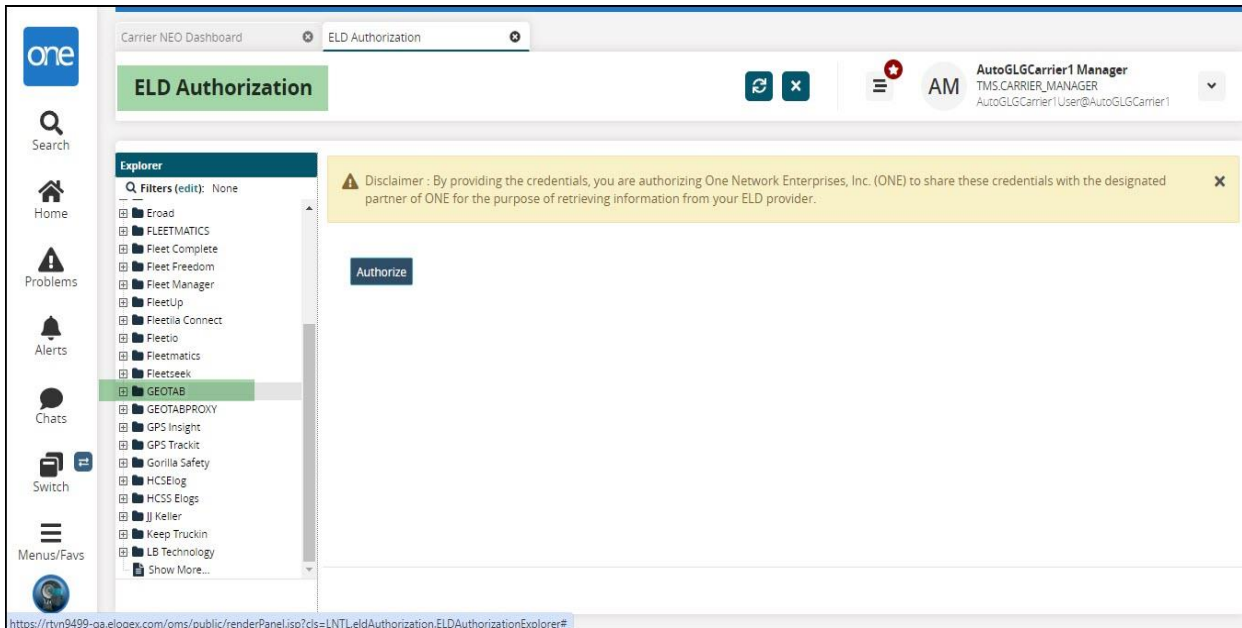 one
Search
Home
Problems
Alerts
Chats
Switch
Menus/Favs
Carrier NEO Dashboard
ELD Authorization
ELD Authorization
AM
AutoGLGCarrier1 Manager
TMS.CARRIER_MANAGER
AutoGLGCarrier1User@AutoGLGCarrier1
Explorer
Filters (edit): None
Eroad
FLEETMATICS
Fleet Complete
Fleet Freedom
Fleet Manager
FleetUp
Fleetila Connect
Fleetio
Fleetmatics
Fleetseek
GEOTAB
GEOTABPROXY
GPS Insight
GPS Trackit
Gorilla Safety
HCSElog
HCSS Elogs
JJ Keller
Keep Truckin
LB Technology
Show More...
Disclaimer : By providing the credentials, you are authorizing One Network Enterprises, Inc. (ONE) to share these credentials with the designated
partner of ONE for the purpose of retrieving information from your ELD provider.
Authorize
https://rtvn9499-qa.elogex.com/oms/public/renderPanel.jsp?cls=LNTL.eldAuthorization.ELDAuthorizationExplorer#